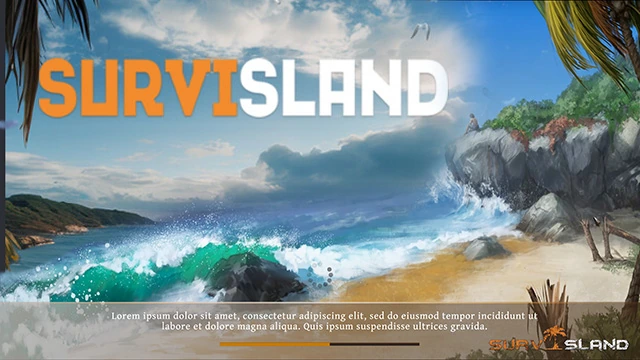 SURVISLAND
Lorem ipsum dolor sit amet, consectetur adipiscing elit, sed do eiusmod tempor incididunt ut
labore et dolore magna aliqua. Quis ipsum suspendisse ultrices gravida.
SURVISLAND